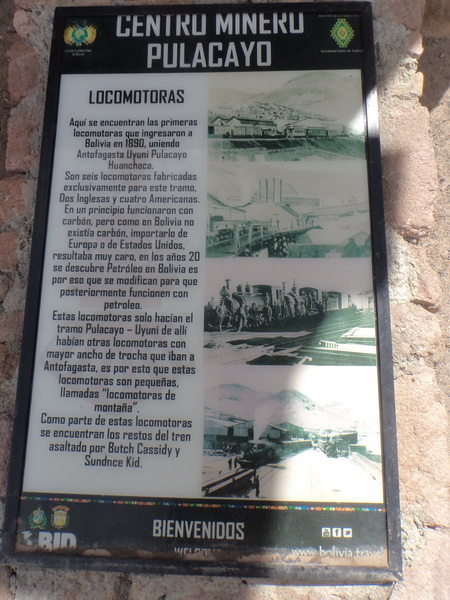 CENTRO MINERO
PULACAYO
LOCOMOTORAS
Aquí se encuentran las primeras
locomotoras que ingresaron a
Bolivia en 1890, uniendo
Antofagasta Uyuni Pulacayo
Huanchaca.
Son seis locomotoras fabricadas
exclusivamente para este tramo,
Dos Inglesas y cuatro Americanas.
En un principio funcionaron con
carbón, pero como en Bolivia no
existía carbón, importarlo de
Europa o de Estados Unidos,
resultaba muy caro, en los años 20
se descubre Petróleo en Bolivia es
por eso que se modifican para que
posteriormente funcionen con
petroleo.
Estas locomotoras solo hacían el
tramo Pulacayo – Uyuni de allí
habían otras locomotoras con
mayor ancho de trocha que iban a
Antofagasta, es por esto que estas
locomotoras son pequeñas,
llamadas "locomotoras de
montaña".
Como parte de estas locomotoras
se encuentran los restos del tren
asaltado por Butch Cassidy y
Sundnce Kid.
BIENVENIDOS
BID
www.bolivia.travel